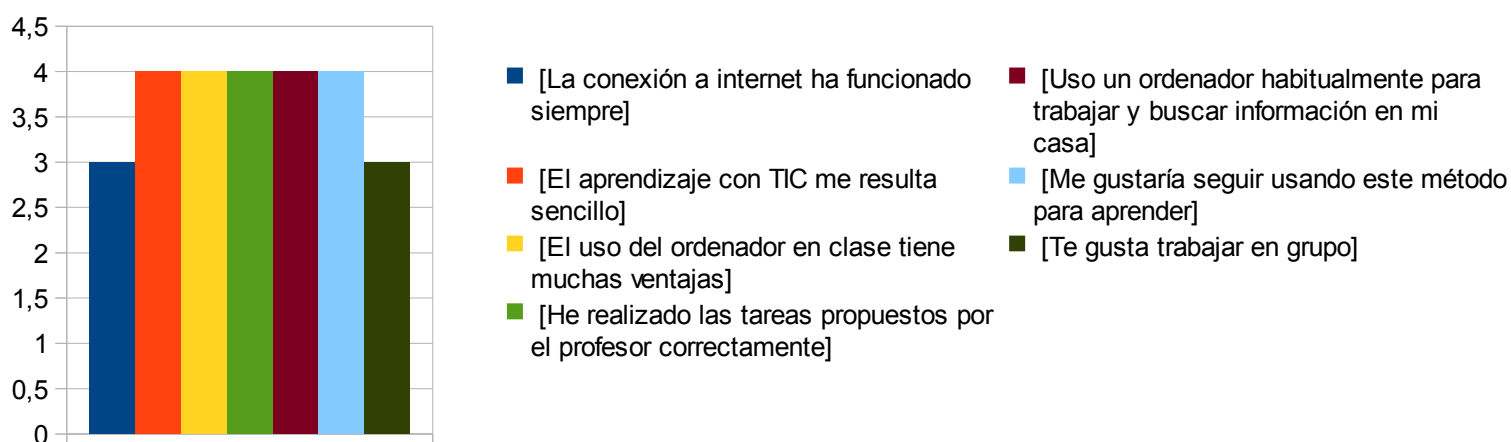 4,5
4
3,5
3
2,5
2
1,5
1
0,5
0
[La conexión a internet ha funcionado
siempre]
[El aprendizaje con TIC me resulta
sencillo]
[El uso del ordenador en clase tiene
muchas ventajas]
[He realizado las tareas propuestos por
el profesor correctamente]
[Uso un ordenador habitualmente para
trabajar y buscar información en mi
casa]
[Me gustaría seguir usando este método
para aprender]
[Te gusta trabajar en grupo]